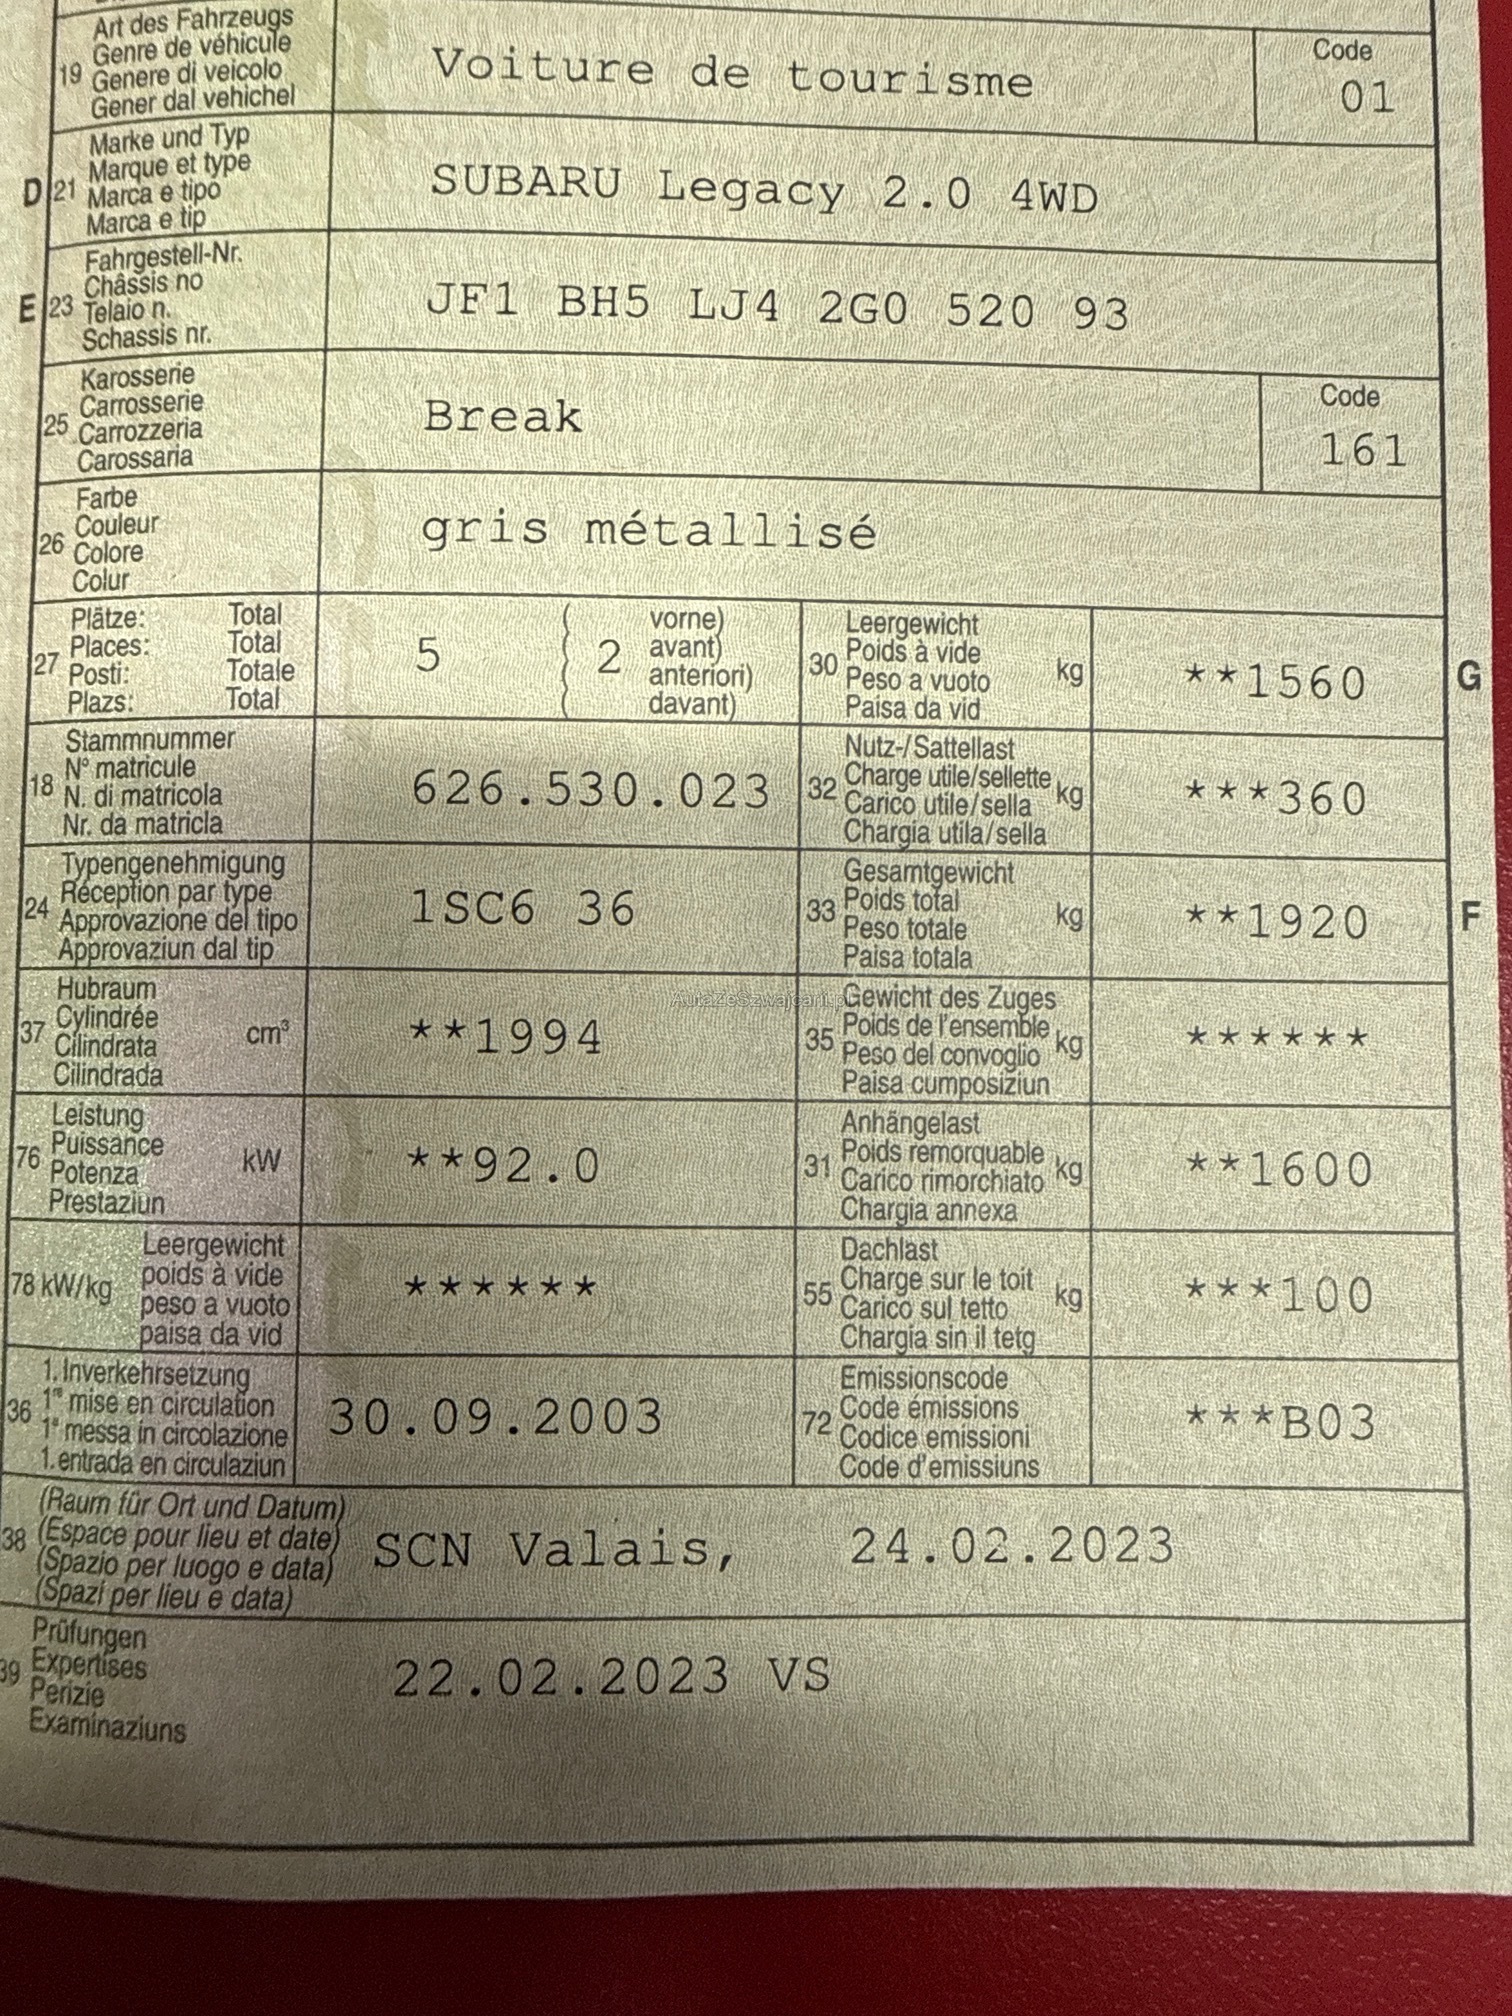 19 Art des Fahrzeugs
Genre de véhicule
Genere di veicolo
Gener dal vehichel
Voiture de tourisme
Code
01
D 21 Marke und Typ
Marque et type
Marca e tipo
Marca e tip
SUBARU Legacy 2.0 4WD
E 23 Fahrgestell-Nr.
Châssis no
Telaio n.
Schassis nr.
JF1 BH5 LJ4 2G0 520 93
25 Karosserie
Carrosserie
Carrozzeria
Carossaria
Break
Code
161
26 Farbe
Couleur
Colore
Colur
gris métallisé
27 Plätze: Total
Places: Total
Posti: Totale
Plazs: Total
5 ( 2 vorne)
avant)
anteriori)
davant)
30 Leergewicht
Poids à vide
Peso a vuoto
Paisa da vid
kg
**1560
G
18 Stammnummer
N° matricule
N. di matricola
Nr. da matricla
626.530.023
32 Nutz-/Sattellast
Charge utile/sellette
Carico utile/sella
Chargia utila/sella
kg
***360
24 Typengenehmigung
Réception par type
Approvazione del tipo
Approvaziun dal tip
1SC6 36
33 Gesamtgewicht
Poids total
Peso totale
Paisa totala
kg
**1920
F
37 Hubraum
Cylindrée
Cilindrata
Cilindrada
cm³
**1994
AutaZeSzwajcarii.pl
35 Gewicht des Zuges
Poids de l'ensemble
Peso del convoglio
Paisa cumposiziun
kg
******
76 Leistung
Puissance
Potenza
Prestaziun
kW
**92.0
31 Anhängelast
Poids remorquable
Carico rimorchiato
Chargia annexa
kg
**1600
78 kW/kg Leergewicht
poids à vide
peso a vuoto
paisa da vid
******
55 Dachlast
Charge sur le toit
Carico sul tetto
Chargia sin il tetg
kg
***100
36 1. Inverkehrsetzung
1re mise en circulation
1a messa in circolazione
1. entrada en circulaziun
30.09.2003
72 Emissionscode
Code émissions
Codice emissioni
Code d'emissiuns
***B03
38 (Raum für Ort und Datum)
(Espace pour lieu et date)
(Spazio per luogo e data)
(Spazi per lieu e data)
SCN Valais, 24.02.2023
39 Prüfungen
Expertises
Perizie
Examinaziuns
22.02.2023 VS